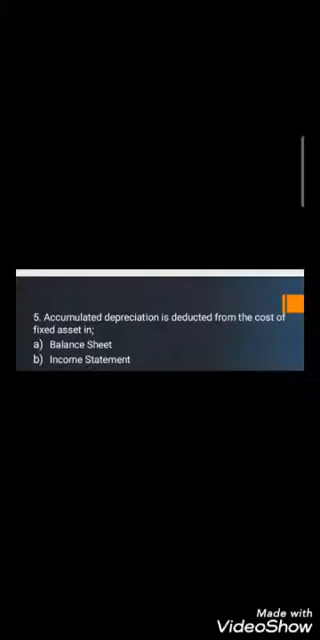 5. Accumulated depreciation is deducted from the cost of
fixed asset in;
a) Balance Sheet
b) Income Statement
Made with
VideoShow